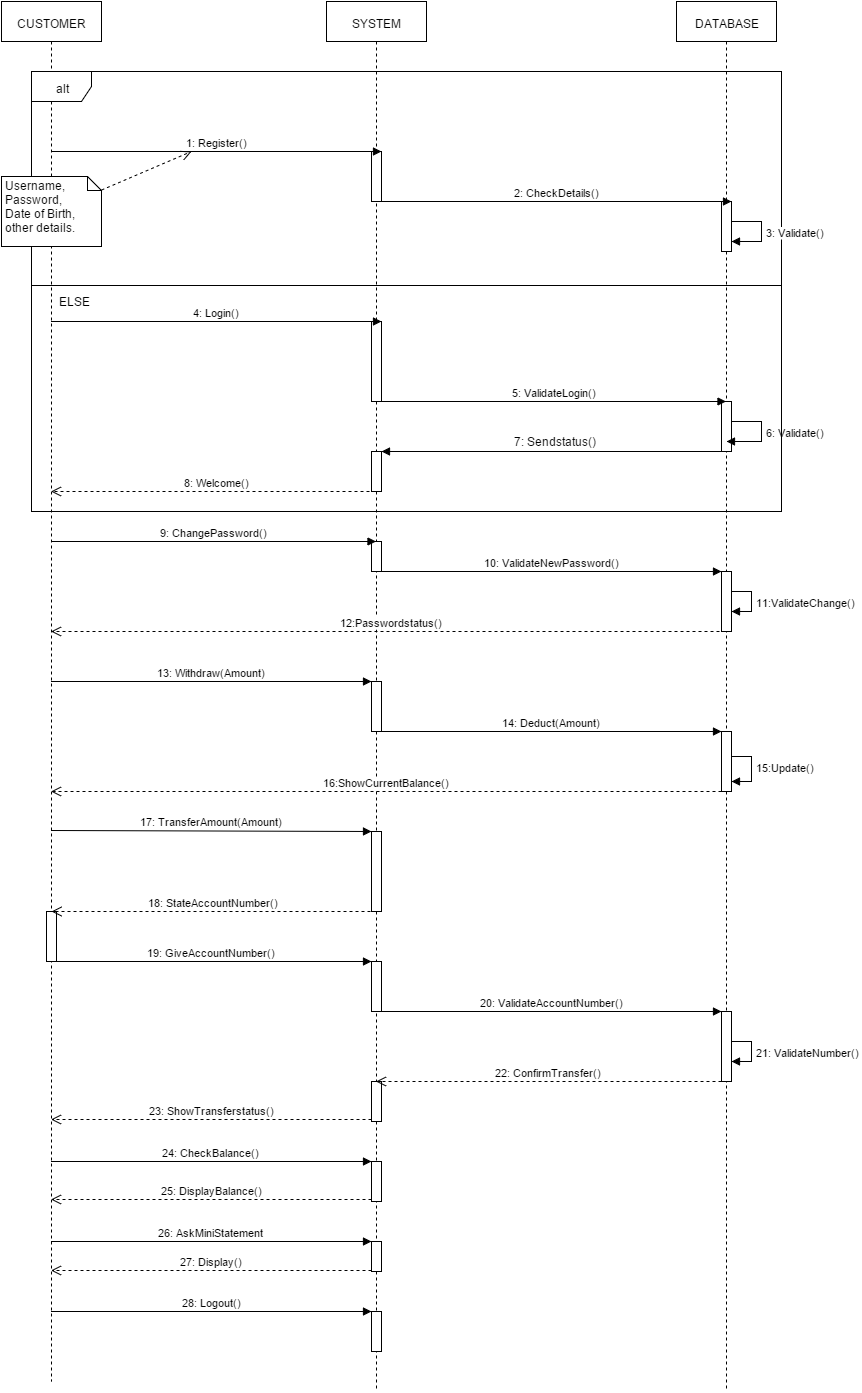 CUSTOMER
SYSTEM
DATABASE
alt
1: Register()
Username,
Password,
Date of Birth,
other details.
2: CheckDetails()
3: Validate()
ELSE
4: Login()
5: ValidateLogin()
6: Validate()
7: Sendstatus()
8: Welcome()
9: ChangePassword()
10: ValidateNewPassword()
11:ValidateChange()
12:Passwordstatus()
13: Withdraw(Amount)
14: Deduct(Amount)
15:Update()
16:ShowCurrentBalance()
17: TransferAmount(Amount)
18: StateAccountNumber()
19: GiveAccountNumber()
20: ValidateAccountNumber()
21: ValidateNumber()
22: ConfirmTransfer()
23: ShowTransferstatus()
24: CheckBalance()
25: DisplayBalance()
26: AskMiniStatement
27: Display()
28: Logout()